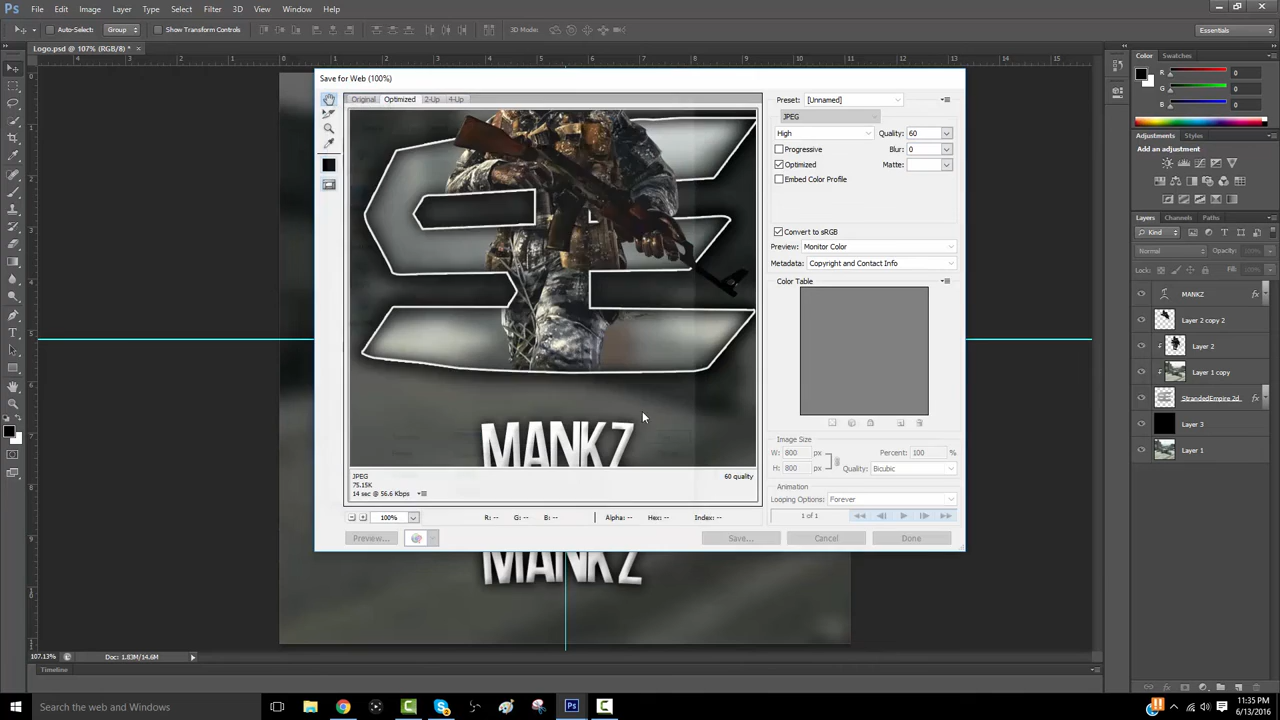 Ps File Edit Image Layer Type Select Filter 3D View Window Help
Auto-Select: Group Show Transform Controls 3D Mode: Essentials
Logo.psd @ 107% (RGB/8) * ×
Save for Web (100%)
Original Optimized 2-Up 4-Up
Preset: [Unnamed]
JPEG
High Quality: 60
Progressive Blur: 0
Optimized Matte:
Embed Color Profile
Convert to sRGB
Preview: Monitor Color
Metadata: Copyright and Contact Info
Color Table
Image Size
W: 800 px Percent: 100 %
H: 800 px Quality: Bicubic
Animation
Looping Options: Forever
1 of 1
MANKZ
JPEG 60 quality
75.15K
14 sec @ 56.6 Kbps
100% R: -- G: -- B: -- Alpha: -- Hex: -- Index: --
Preview... Save... Cancel Done
MANKZ
Color Swatches
R 0
G 0
B 0
Adjustments Styles
Add an adjustment
Layers Channels Paths
Kind
Normal Opacity:
Lock: Fill:
MANKZ fx
Layer 2 copy 2
Layer 2
Layer 1 copy
StrandedEmpire 2d fx
Layer 3
Layer 1
107.13% Doc: 1.83M/14.6M
Timeline
Search the web and Windows
11:35 PM
6/13/2016